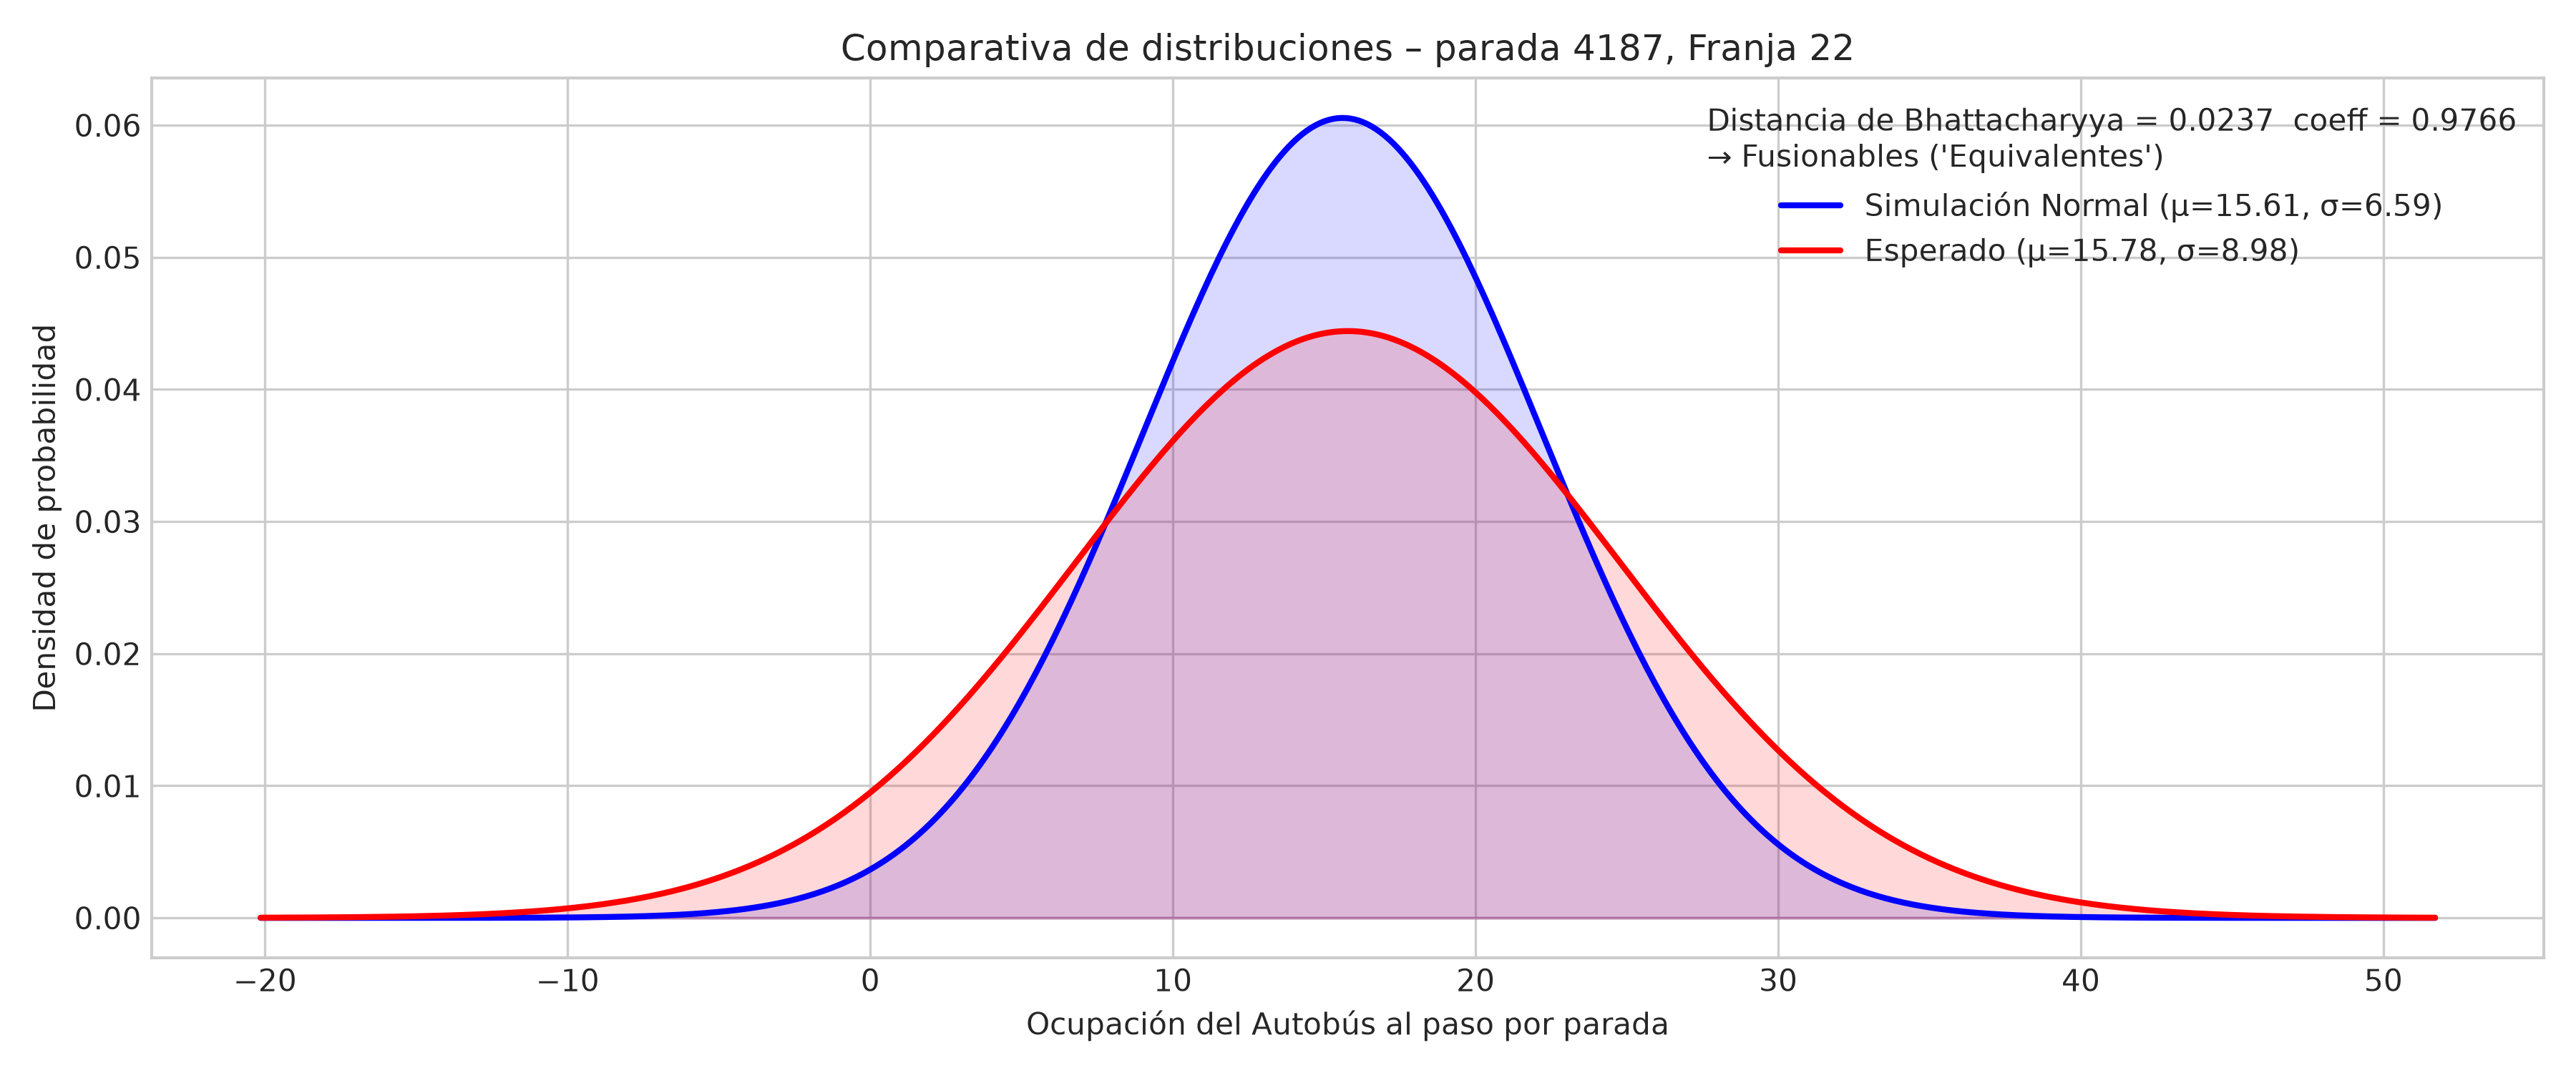 Comparativa de distribuciones – parada 4187, Franja 22
Distancia de Bhattacharyya = 0.0237  coeff = 0.9766
→ Fusionables ('Equivalentes')
Simulación Normal (μ=15.61, σ=6.59)
Esperado (μ=15.78, σ=8.98)
Densidad de probabilidad
0.06
0.05
0.04
0.03
0.02
0.01
0.00
−20
−10
0
10
20
30
40
50
Ocupación del Autobús al paso por parada